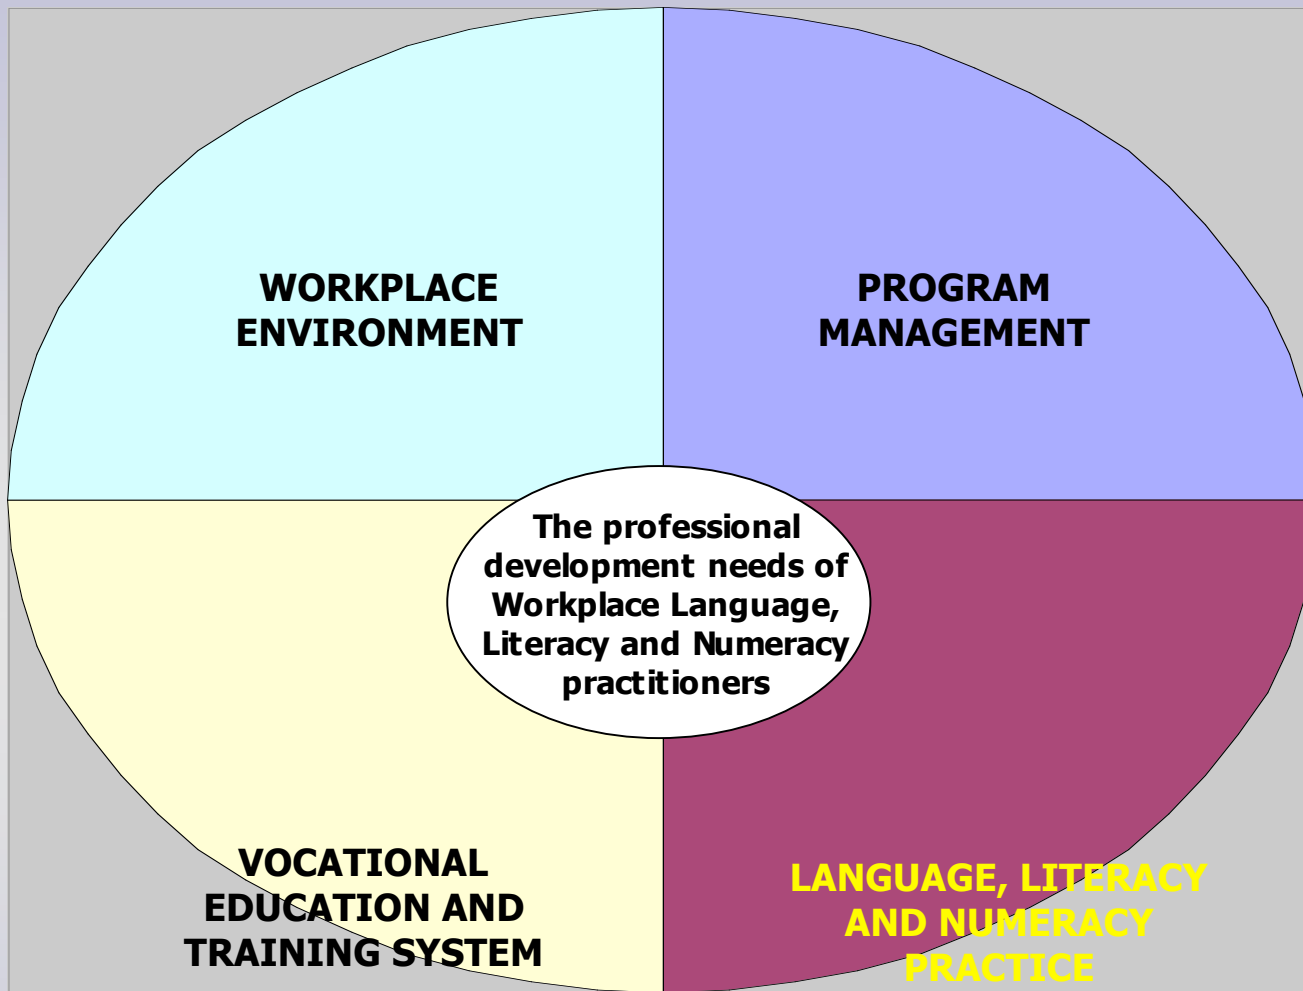 WORKPLACE
ENVIRONMENT
PROGRAM
MANAGEMENT
The professional
development needs of
Workplace Language,
Literacy and Numeracy
practitioners
VOCATIONAL
EDUCATION AND
TRAINING SYSTEM
LANGUAGE, LITERACY
AND NUMERACY
PRACTICE